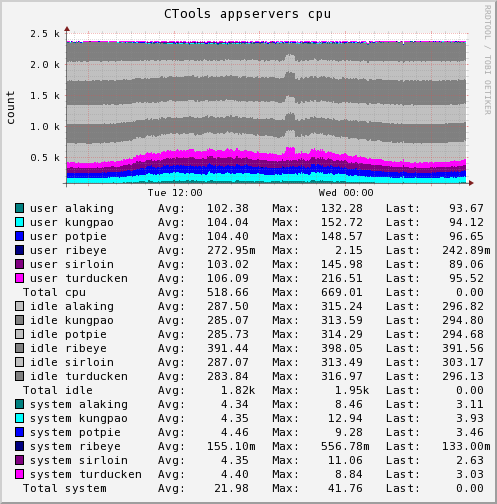 CTools appservers cpu
RRDTOOL / TOBI OETIKER
2.5 k
2.0 k
1.5 k
1.0 k
0.5 k
count
Tue 12:00 Wed 00:00
user alaking Avg: 102.38 Max: 132.28 Last: 93.67
user kungpao Avg: 104.04 Max: 152.72 Last: 94.12
user potpie Avg: 104.40 Max: 148.57 Last: 96.65
user ribeye Avg: 272.95m Max: 2.15 Last: 242.89m
user sirloin Avg: 103.02 Max: 145.98 Last: 89.06
user turducken Avg: 106.09 Max: 216.51 Last: 95.52
Total cpu Avg: 518.66 Max: 669.01 Last: 0.00
idle alaking Avg: 287.50 Max: 315.24 Last: 296.82
idle kungpao Avg: 285.07 Max: 313.59 Last: 294.80
idle potpie Avg: 285.73 Max: 314.29 Last: 294.68
idle ribeye Avg: 391.44 Max: 398.05 Last: 391.56
idle sirloin Avg: 287.07 Max: 313.49 Last: 303.17
idle turducken Avg: 283.84 Max: 316.97 Last: 296.13
Total idle Avg: 1.82k Max: 1.95k Last: 0.00
system alaking Avg: 4.34 Max: 8.46 Last: 3.11
system kungpao Avg: 4.35 Max: 12.94 Last: 3.93
system potpie Avg: 4.46 Max: 9.28 Last: 3.46
system ribeye Avg: 155.10m Max: 556.78m Last: 133.00m
system sirloin Avg: 4.35 Max: 11.06 Last: 2.63
system turducken Avg: 4.40 Max: 8.84 Last: 3.03
Total system Avg: 21.98 Max: 41.76 Last: 0.00